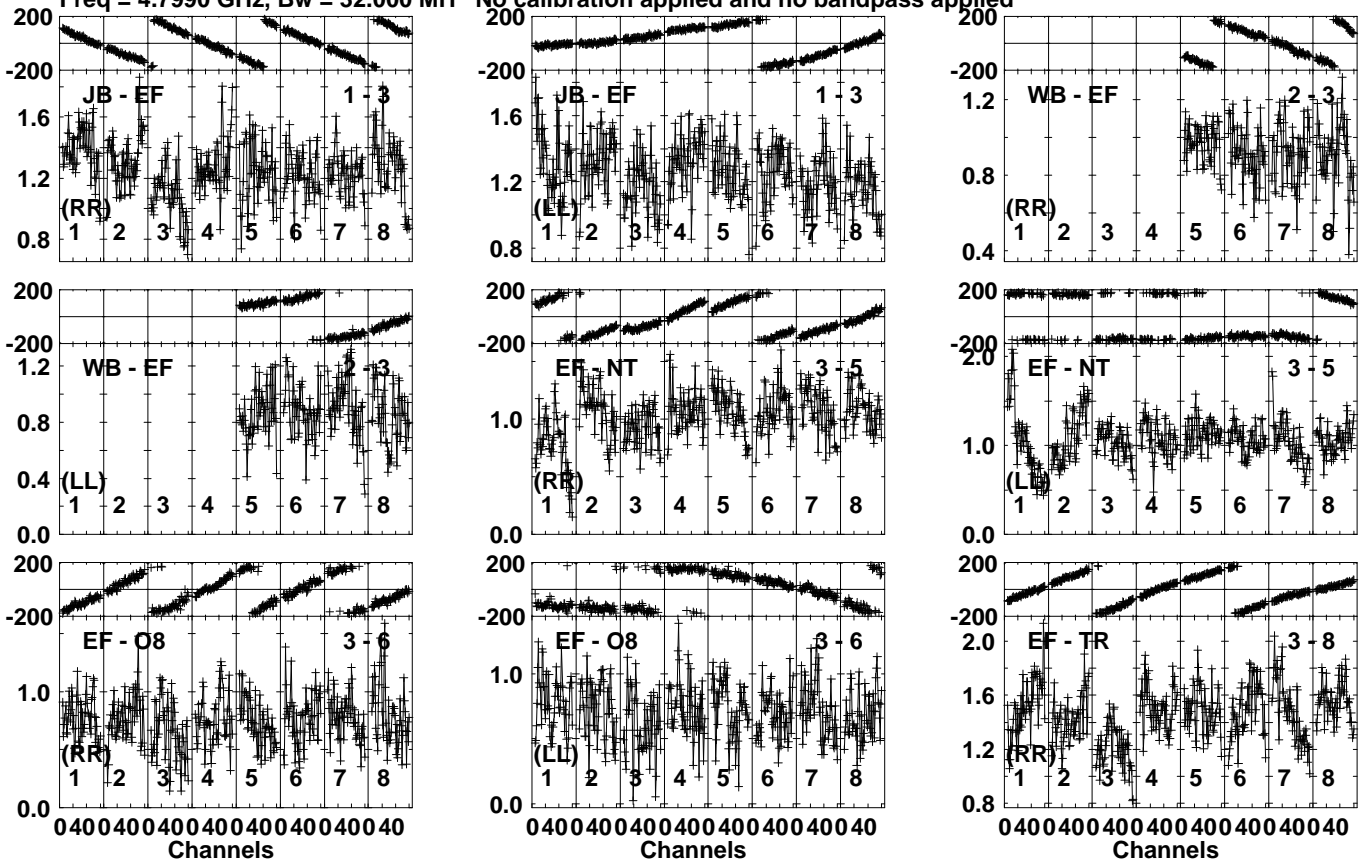 Freq = 4.7990 GHz, Bw = 32.000 MH No calibration applied and no bandpass applied
200
-200
JB - EF 1 - 3
1.6
1.2
0.8
(RR)
1 2 3 4 5 6 7 8
200
-200
JB - EF 1 - 3
1.6
1.2
0.8
(LL)
1 2 3 4 5 6 7 8
200
-200
WB - EF 2 - 3
1.2
0.8
0.4
(RR)
1 2 3 4 5 6 7 8
200
-200
WB - EF 2 - 3
1.2
0.8
0.4
0.0
(LL)
1 2 3 4 5 6 7 8
200
-200
EF - NT 3 - 5
1.0
0.0
(RR)
1 2 3 4 5 6 7 8
200
-200
EF - NT 3 - 5
2.0
1.0
0.0
(LL)
1 2 3 4 5 6 7 8
200
-200
EF - O8 3 - 6
1.0
0.0
(RR)
1 2 3 4 5 6 7 8
0 40 0 40 0 40 0 40 0 40 0 40 0 40 0 40
Channels
200
-200
EF - O8 3 - 6
1.0
0.0
(LL)
1 2 3 4 5 6 7 8
0 40 0 40 0 40 0 40 0 40 0 40 0 40 0 40
Channels
200
-200
EF - TR 3 - 8
2.0
1.6
1.2
0.8
(RR)
1 2 3 4 5 6 7 8
0 40 0 40 0 40 0 40 0 40 0 40 0 40 0 40
Channels